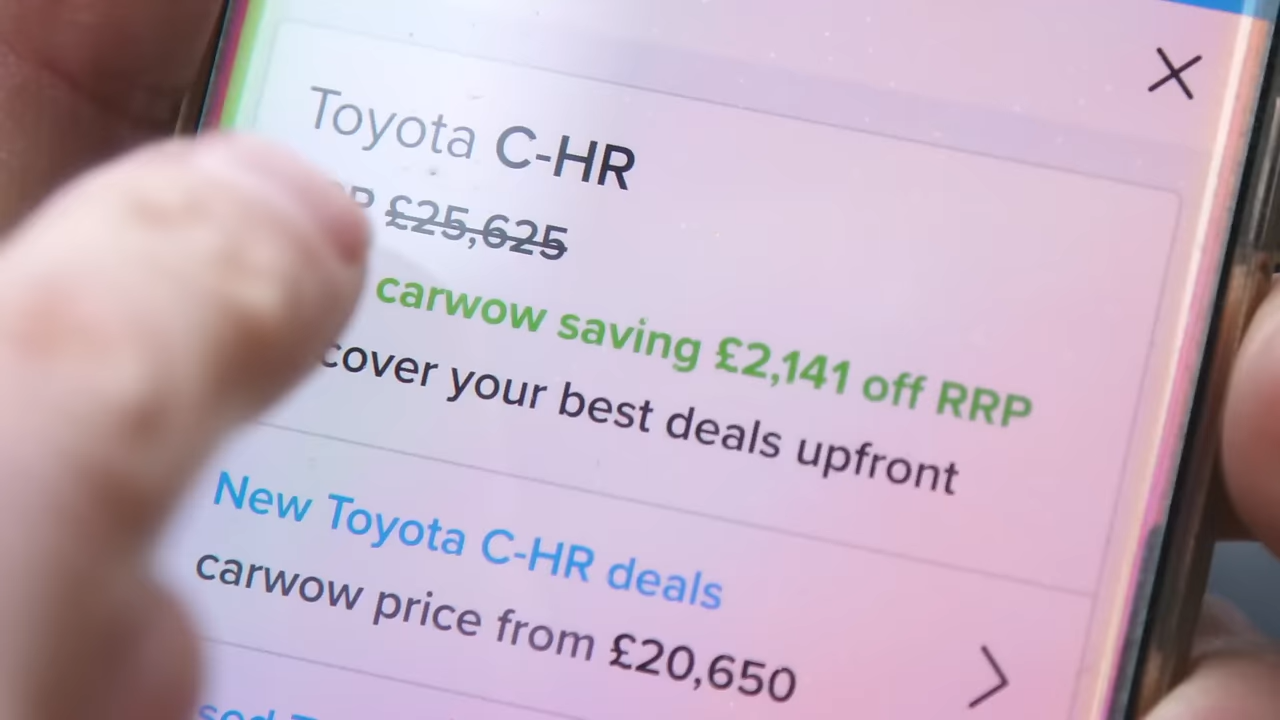 Toyota C-HR
£25,625
carwow saving £2,141 off RRP
cover your best deals upfront
New Toyota C-HR deals
carwow price from £20,650